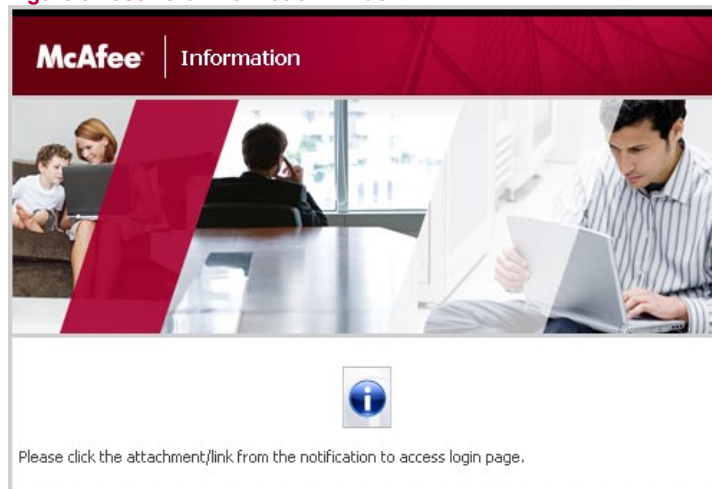 McAfee Information
Please click the attachment/link from the notification to access login page.